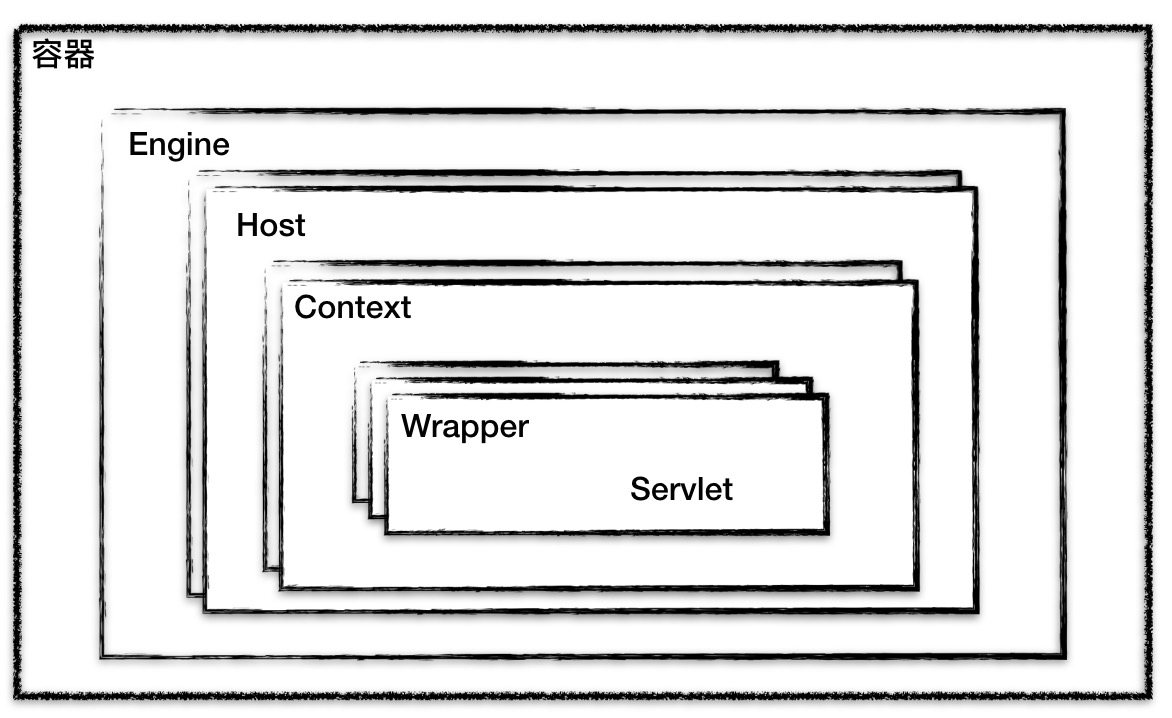 容器
Engine
Host
Context
Wrapper
Servlet